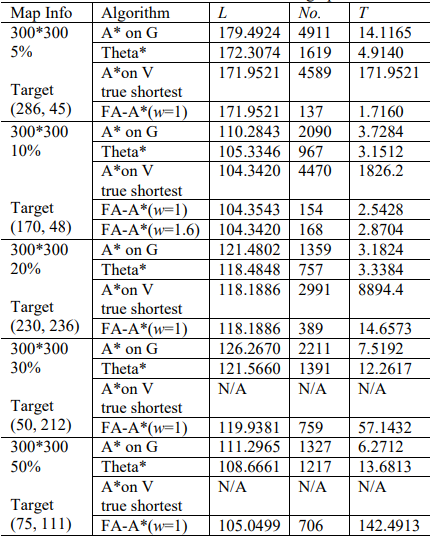 Map Info Algorithm L No. T
300*300 A* on G 179.4924 4911 14.1165
5% Theta* 172.3074 1619 4.9140
A*on V 171.9521 4589 171.9521
Target true shortest
(286, 45) FA-A*(w=1) 171.9521 137 1.7160
300*300 A* on G 110.2843 2090 3.7284
10% Theta* 105.3346 967 3.1512
A*on V 104.3420 4470 1826.2
true shortest
Target FA-A*(w=1) 104.3543 154 2.5428
(170, 48) FA-A*(w=1.6) 104.3420 168 2.8704
300*300 A* on G 121.4802 1359 3.1824
20% Theta* 118.4848 757 3.3384
A*on V 118.1886 2991 8894.4
Target true shortest
(230, 236) FA-A*(w=1) 118.1886 389 14.6573
300*300 A* on G 126.2670 2211 7.5192
30% Theta* 121.5660 1391 12.2617
A*on V N/A N/A N/A
Target true shortest
(50, 212) FA-A*(w=1) 119.9381 759 57.1432
300*300 A* on G 111.2965 1327 6.2712
50% Theta* 108.6661 1217 13.6813
A*on V N/A N/A N/A
Target true shortest
(75, 111) FA-A*(w=1) 105.0499 706 142.4913